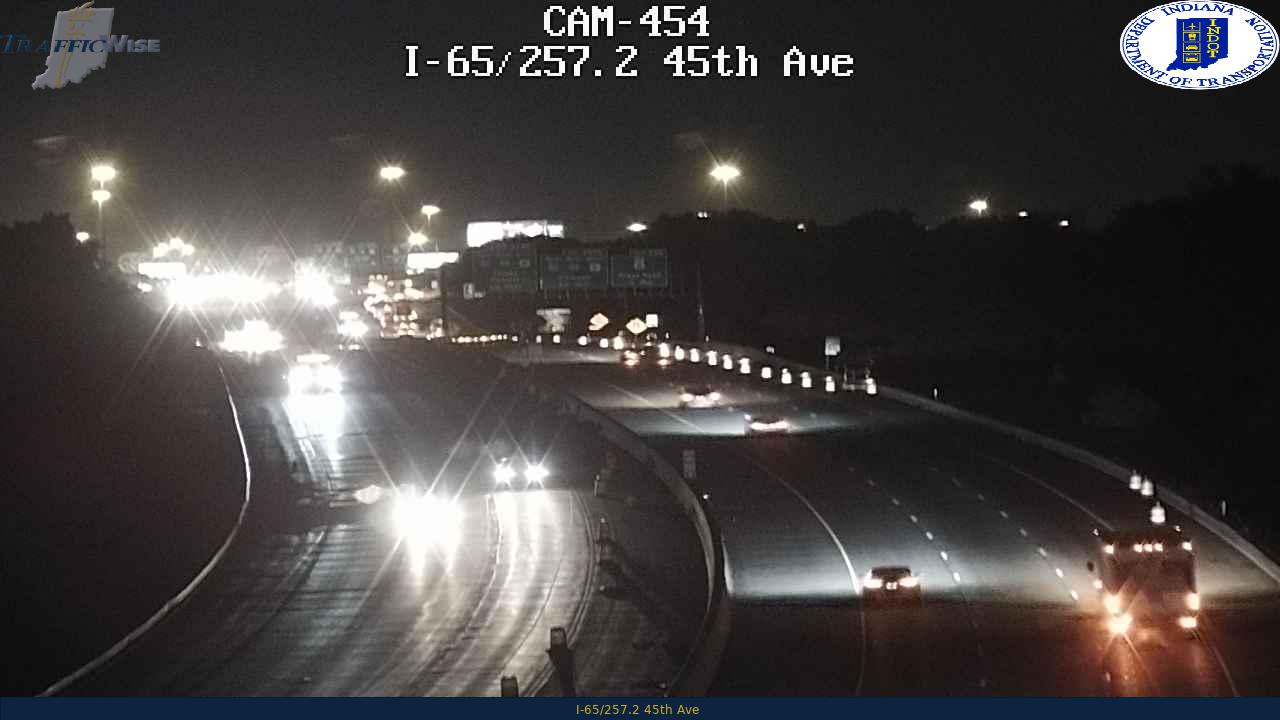 TRAFFICWISE
CAM-454
I-65/257.2 45th Ave
INDIANA
DEPARTMENT OF TRANSPORTATION
INDOT
I-65/257.2 45th Ave